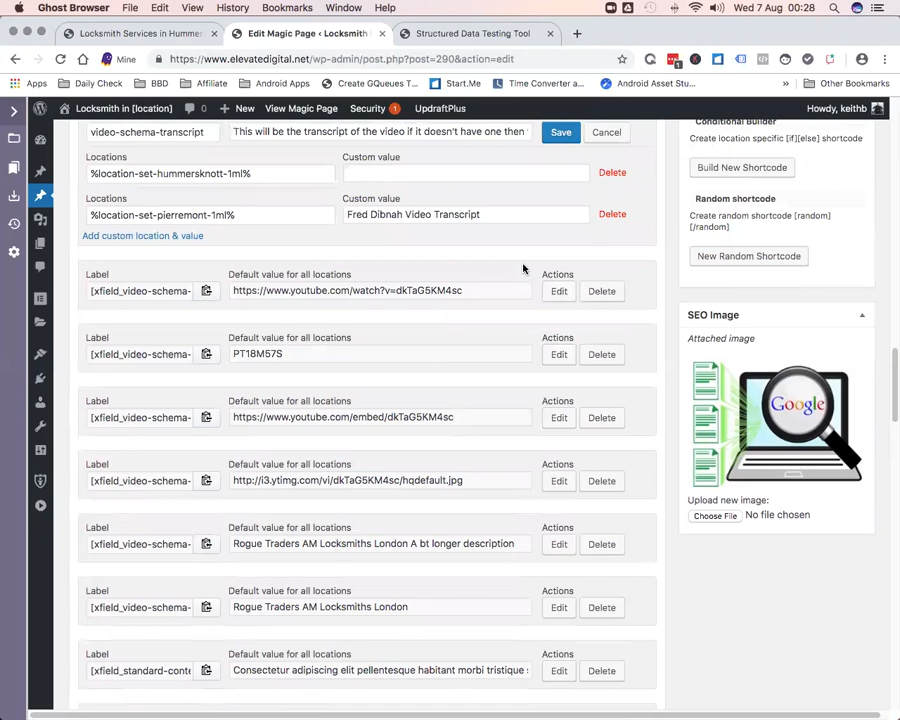 Ghost Browser File Edit View History Bookmarks Window Help 100% Wed 7 Aug 00:28
Locksmith Services in Hummer × Edit Magic Page ‹ Locksmith × Structured Data Testing Tool × +
Mine https://www.elevatedigital.net/wp-admin/post.php?post=290&action=edit
Apps Daily Check BBD Affiliate Android Apps Create GQueues T... Start.Me Time Converter a... Android Asset Stu... Other Bookmarks
Locksmith in [location] 0 New View Magic Page Security 1 UpdraftPlus Howdy, keithb
video-schema-transcript This will be the transcript of the video if it doesn't have one then Save Cancel
Locations Custom value
%location-set-hummersknott-1ml% Delete
Locations Custom value
%location-set-pierremont-1ml% Fred Dibnah Video Transcript Delete
Add custom location & value
Label Default value for all locations Actions
[xfield_video-schema- https://www.youtube.com/watch?v=dkTaG5KM4sc Edit Delete
Label Default value for all locations Actions
[xfield_video-schema- PT18M57S Edit Delete
Label Default value for all locations Actions
[xfield_video-schema- https://www.youtube.com/embed/dkTaG5KM4sc Edit Delete
Label Default value for all locations Actions
[xfield_video-schema- http://i3.ytimg.com/vi/dkTaG5KM4sc/hqdefault.jpg Edit Delete
Label Default value for all locations Actions
[xfield_video-schema- Rogue Traders AM Locksmiths London A bt longer description Edit Delete
Label Default value for all locations Actions
[xfield_video-schema- Rogue Traders AM Locksmiths London Edit Delete
Label Default value for all locations Actions
[xfield_standard-conte Consectetur adipiscing elit pellentesque habitant morbi tristique Edit Delete
Conditional Builder
Create location specific [if][else] shortcode
Build New Shortcode
Random shortcode
Create random shortcode [random]
[/random]
New Random Shortcode
SEO Image
Attached image
Google
Upload new image:
Choose File No file chosen